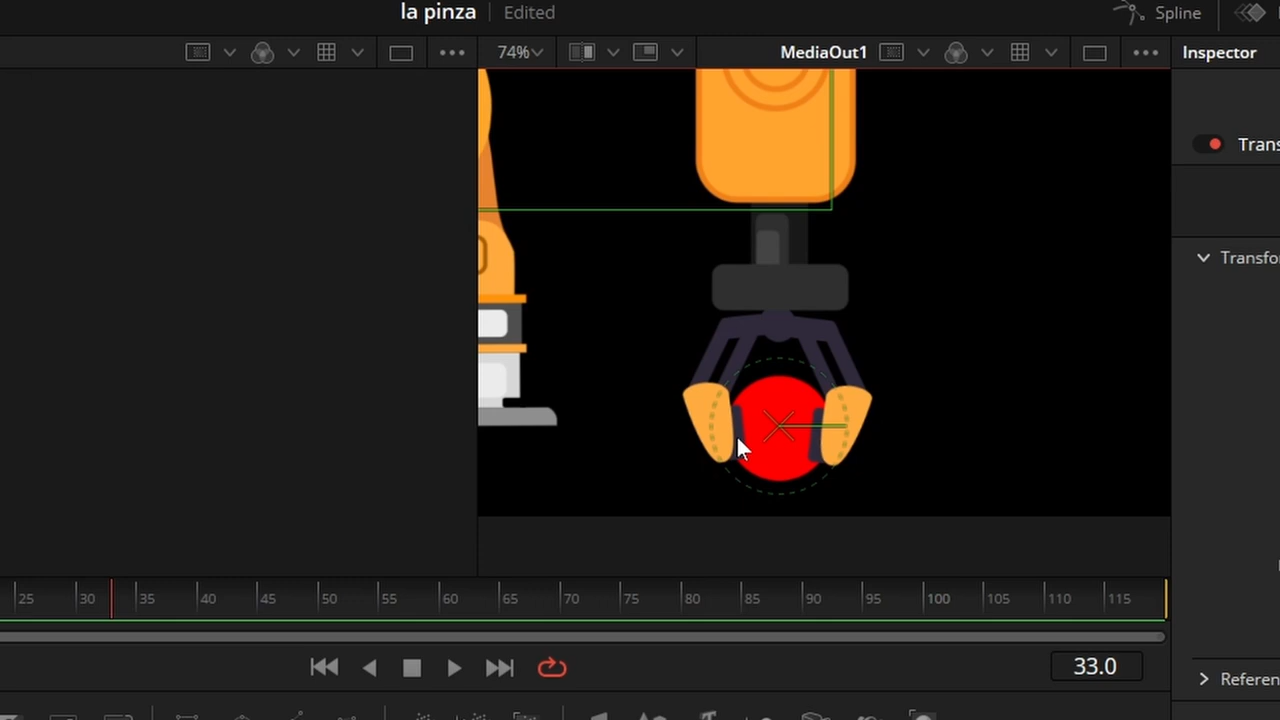 la pinza Edited Spline
74% MediaOut1 Inspector
Trans
Transfo
25 30 35 40 45 50 55 60 65 70 75 80 85 90 95 100 105 110 115
33.0
Referen